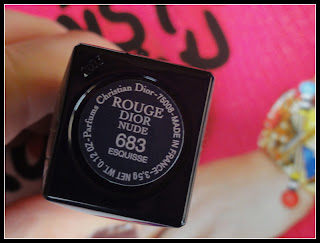 Parfums Christian Dior-75008-MADE IN FRANCE-3,5g NET WT.0.12 OZ-
ROUGE
DIOR
NUDE
683
ESQUISSE